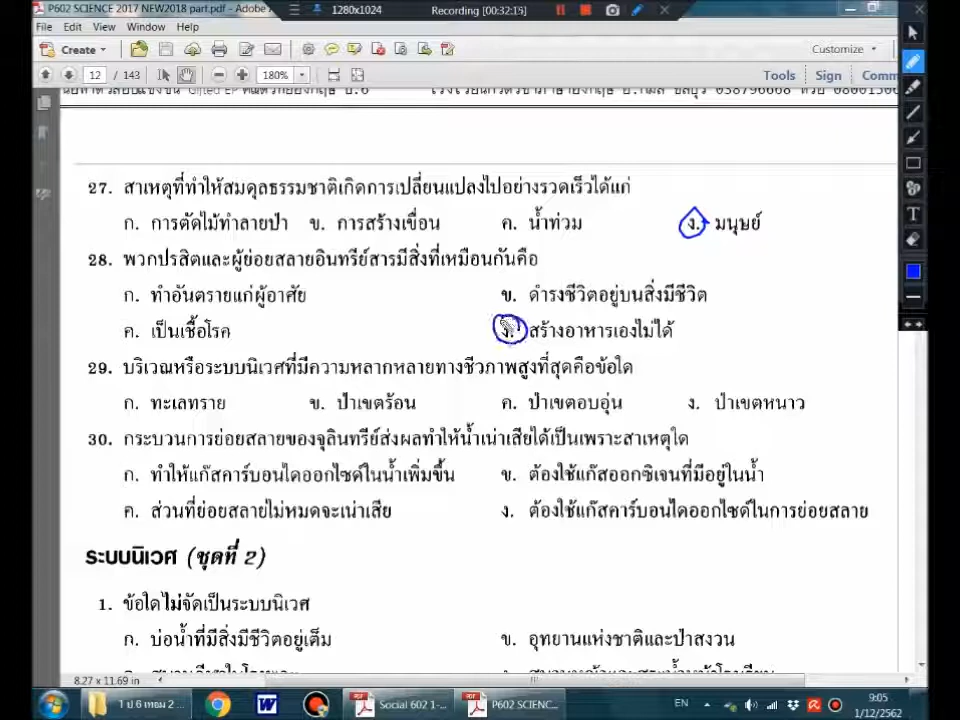 P602 SCIENCE 2017 NEW2018 part.pdf - Adobe
1280x1024
Recording [00:32:15]
File Edit View Window Help
Create
Customize
12 / 143
180%
Tools Sign Comm
27. สาเหตุที่ทำให้สมดุลธรรมชาติเกิดการเปลี่ยนแปลงไปอย่างรวดเร็วได้แก่
ก. การตัดไม้ทำลายป่า ข. การสร้างเขื่อน ค. น้ำท่วม ง. มนุษย์
28. พวกปรสิตและผู้ย่อยสลายอินทรีย์สารมีสิ่งที่เหมือนกันคือ
ก. ทำอันตรายแก่ผู้อาศัย ข. ดำรงชีวิตอยู่บนสิ่งมีชีวิต
ค. เป็นเชื้อโรค ง. สร้างอาหารเองไม่ได้
29. บริเวณหรือระบบนิเวศที่มีความหลากหลายทางชีวภาพสูงที่สุดคือข้อใด
ก. ทะเลทราย ข. ป่าเขตร้อน ค. ป่าเขตอบอุ่น ง. ป่าเขตหนาว
30. กระบวนการย่อยสลายของจุลินทรีย์ส่งผลทำให้น้ำเน่าเสียได้เป็นเพราะสาเหตุใด
ก. ทำให้แก๊สคาร์บอนไดออกไซด์ในน้ำเพิ่มขึ้น ข. ต้องใช้แก๊สออกซิเจนที่มีอยู่ในน้ำ
ค. ส่วนที่ย่อยสลายไม่หมดจะเน่าเสีย ง. ต้องใช้แก๊สคาร์บอนไดออกไซด์ในการย่อยสลาย
ระบบนิเวศ (ชุดที่ 2)
1. ข้อใดไม่จัดเป็นระบบนิเวศ
ก. บ่อน้ำที่มีสิ่งมีชีวิตอยู่เต็ม ข. อุทยานแห่งชาติและป่าสงวน
8.27 x 11.69 in
1 ป 6 เทอม 2 ... Social 602 1-... P602 SCIENC... EN 9:05
1/12/2562